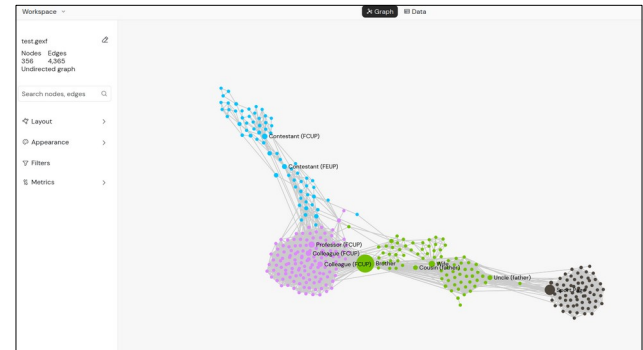 Workspace
Graph
Data
test.gexf
Nodes Edges
356 4,365
Undirected graph
Search nodes, edges
Layout
Appearance
Filters
Metrics
Contestant (FCUP)
Contestant (FEUP)
Professor (FCUP)
Colleague (FCUP)
Colleague (FCUP)
Brother
Wife
Cousin (father)
Uncle (father)